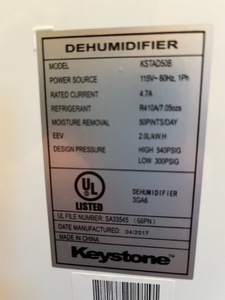 DEHUMIDIFIER
MODEL KSTAD50B
POWER SOURCE 115V~ 60Hz, 1Ph
RATED CURRENT 4.7A
REFRIGERANT R410A/7.05ozs
MOISTURE REMOVAL 50PINTS/DAY
EEV 2.0L/kW.H
DESIGN PRESSURE HIGH 540PSIG
LOW 300PSIG
UL
LISTED
DEHUMIDIFIER
3GA6
UL FILE NUMBER: SA33545 (66PN)
DATE MANUFACTURED: 04/2017
MADE IN CHINA
Keystone